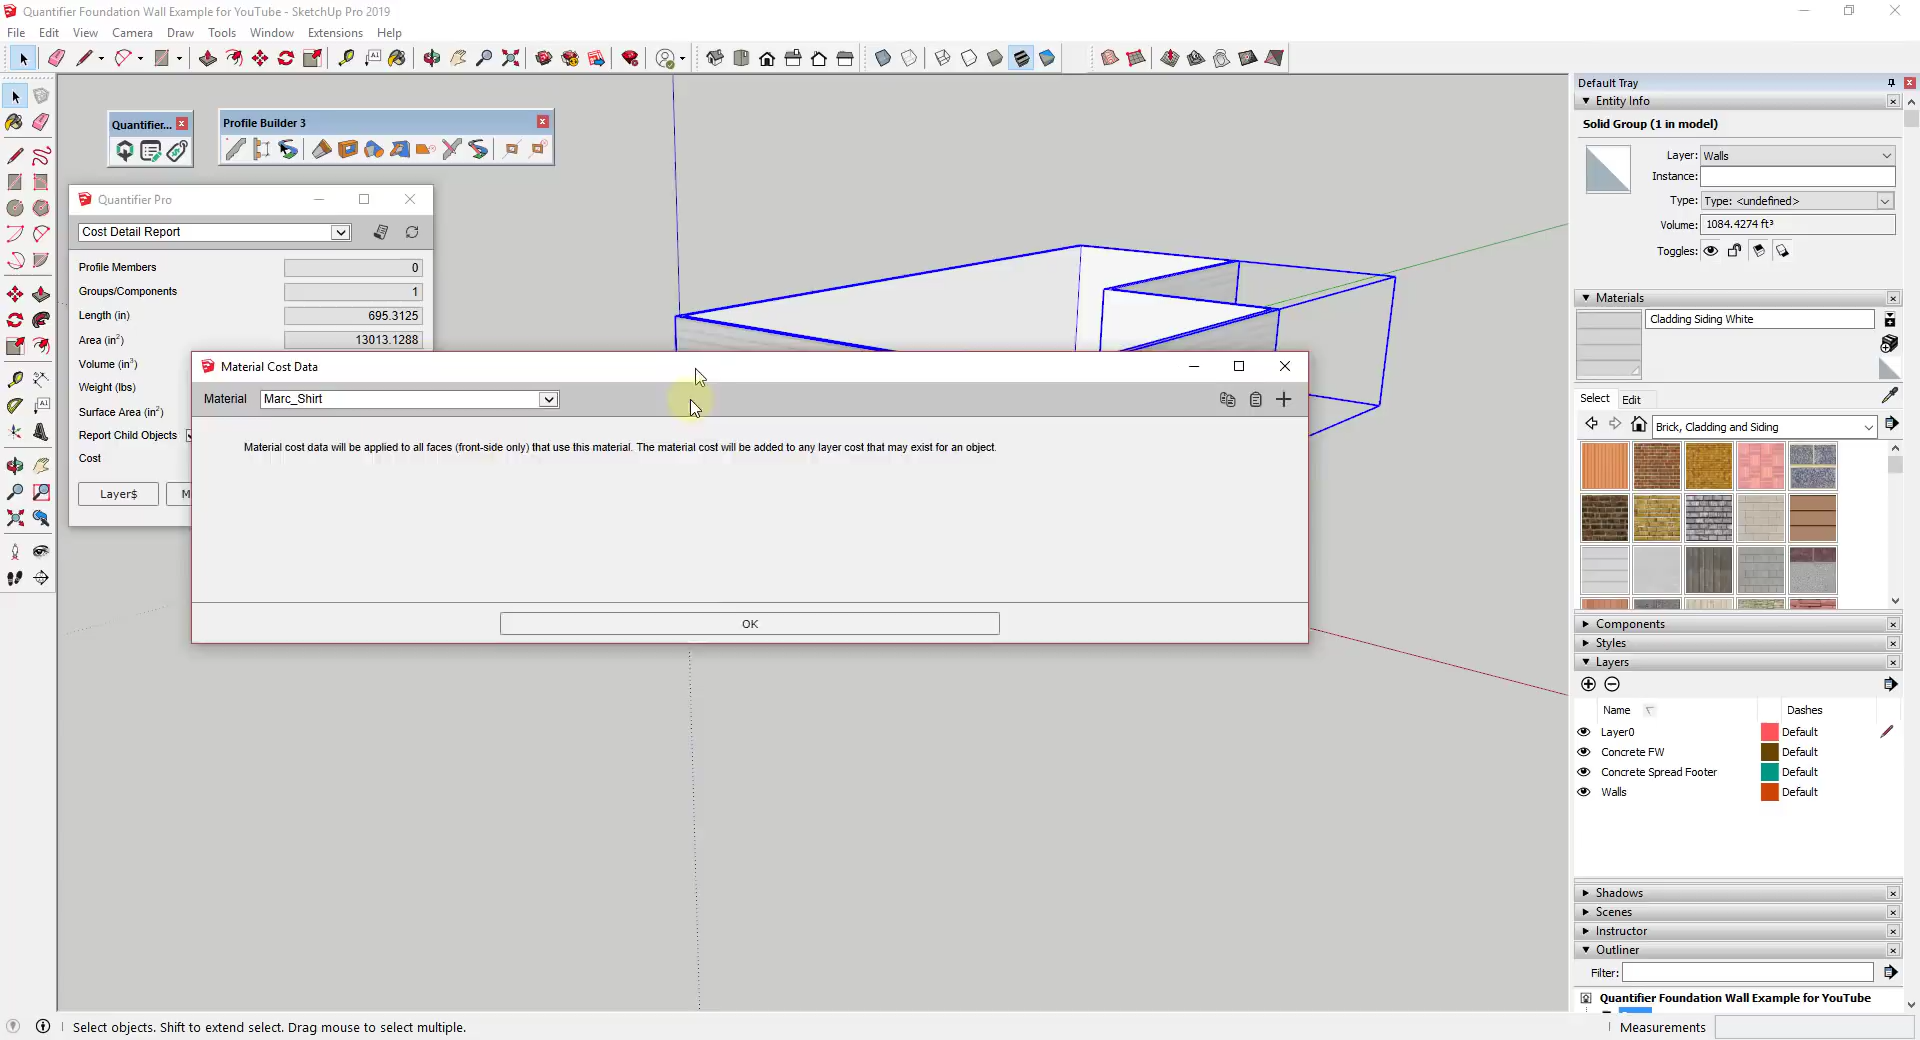 Quantifier Foundation Wall Example for YouTube - SketchUp Pro 2019
File Edit View Camera Draw Tools Window Extensions Help
Quantifier...
Profile Builder 3
Quantifier Pro
Cost Detail Report
Profile Members 0
Groups/Components 1
Length (in) 695.3125
Area (in²) 13013.1288
Volume (in³)
Weight (lbs)
Surface Area (in²)
Report Child Objects
Cost
Layer$ M
Material Cost Data
Material Marc_Shirt
Material cost data will be applied to all faces (front-side only) that use this material. The material cost will be added to any layer cost that may exist for an object.
OK
Default Tray
Entity Info
Solid Group (1 in model)
Layer: Walls
Instance:
Type: Type: <undefined>
Volume: 1084.4274 ft³
Toggles:
Materials
Cladding Siding White
Select Edit
Brick, Cladding and Siding
Components
Styles
Layers
Name Dashes
Layer0 Default
Concrete FW Default
Concrete Spread Footer Default
Walls Default
Shadows
Scenes
Instructor
Outliner
Filter:
Quantifier Foundation Wall Example for YouTube
Select objects. Shift to extend select. Drag mouse to select multiple.
Measurements